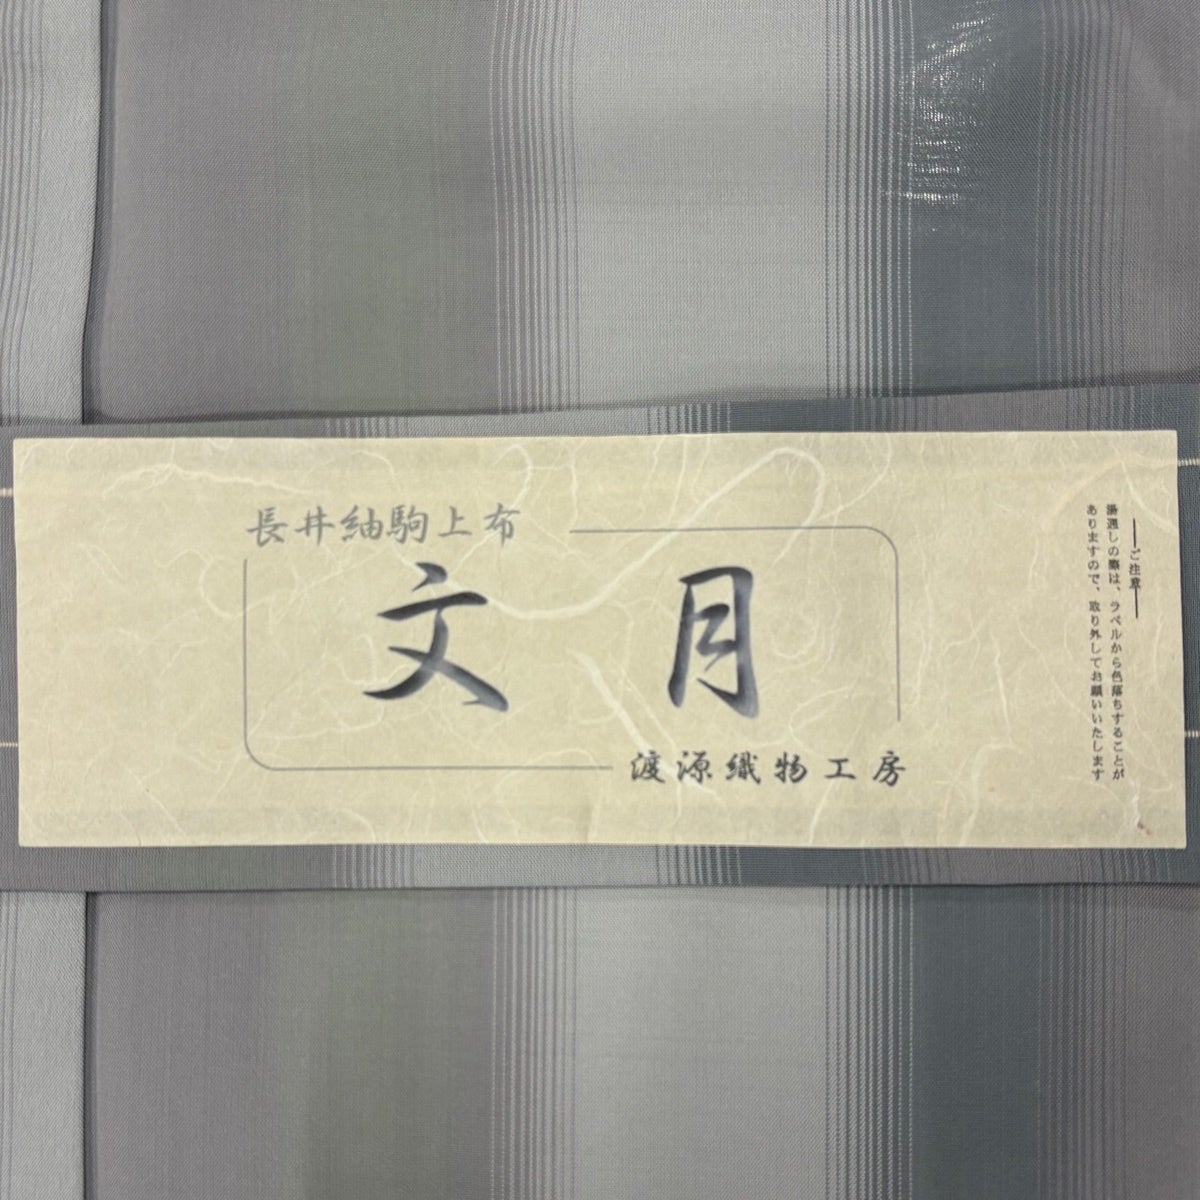 長井紬駒上布
文月
渡源織物工房
ご注意
湯通しの際は、ラベルから色落ちすることが
ありますので、取り外してお願いいたします